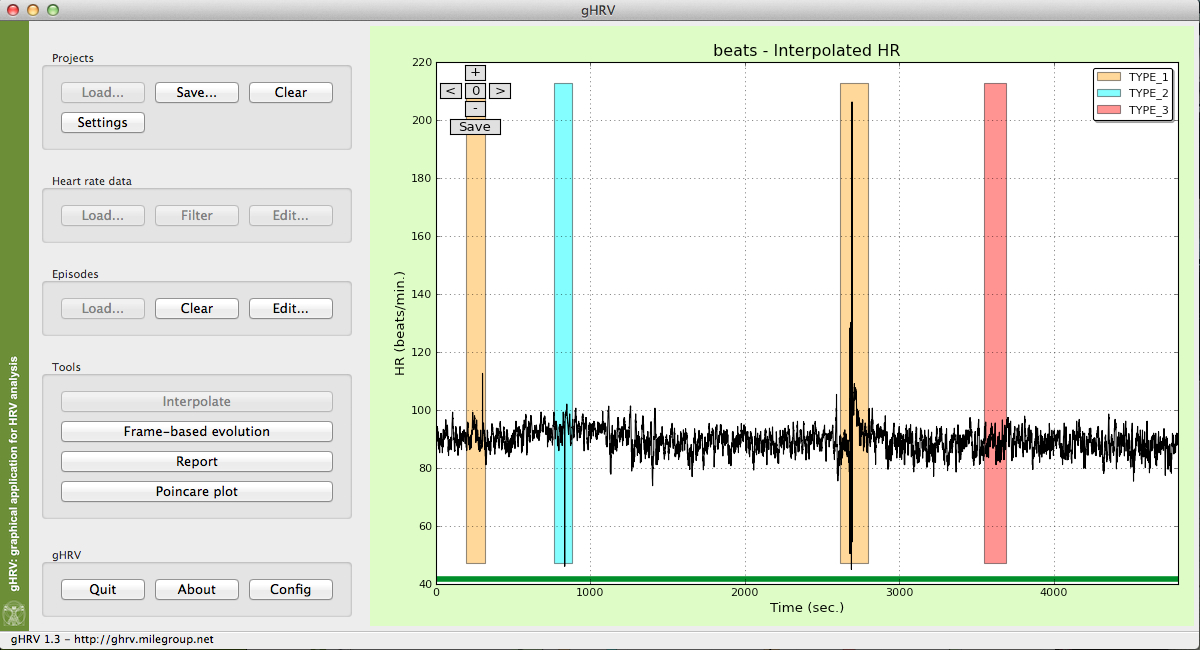 gHRV
Projects
Load...
Save...
Clear
Settings
Heart rate data
Load...
Filter
Edit...
Episodes
Load...
Clear
Edit...
Tools
Interpolate
Frame-based evolution
Report
Poincare plot
gHRV
Quit
About
Config
gHRV: graphical application for HRV analysis
beats - Interpolated HR
+
< 0 >
-
Save
TYPE_1
TYPE_2
TYPE_3
HR (beats/min.)
220
200
180
160
140
120
100
80
60
40
0 1000 2000 3000 4000
Time (sec.)
gHRV 1.3 – http://ghrv.milegroup.net